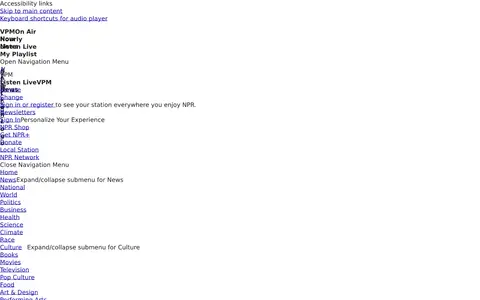 Accessibility links
Skip to main content
Keyboard shortcuts for audio player
VPMOn Air
Hourly
Listen Live
My Playlist
Open Navigation Menu
Listen LiveVPM
Change
Sign in or register to see your station everywhere you enjoy NPR.
Newsletters
Sign InPersonalize Your Experience
NPR Shop
Get NPR+
Donate
Local Station
NPR Network
Close Navigation Menu
Home
NewsExpand/collapse submenu for News
National
World
Politics
Business
Health
Science
Climate
Race
Culture Expand/collapse submenu for Culture
Books
Movies
Television
Pop Culture
Food
Art & Design
Performing Arts